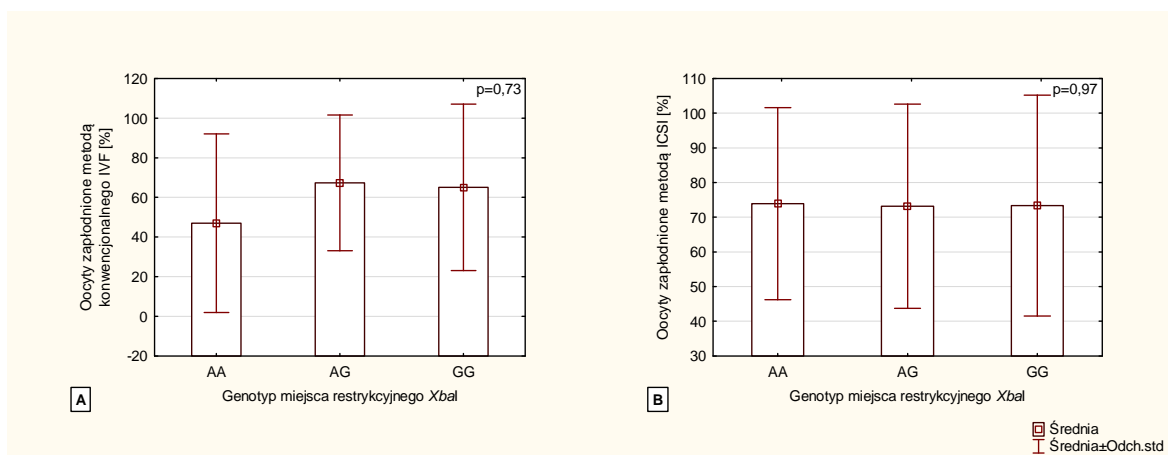 p=0,73
Oocyty zapłodnione metodą
konwencjonalnego IVF [%]
120
100
80
60
40
20
0
-20
AA AG GG
Genotyp miejsca restrykcyjnego XbaI
A
p=0,97
Oocyty zapłodnione metodą ICSI [%]
110
100
90
80
70
60
50
40
30
AA AG GG
Genotyp miejsca restrykcyjnego XbaI
B
Średnia
Średnia±Odch.std